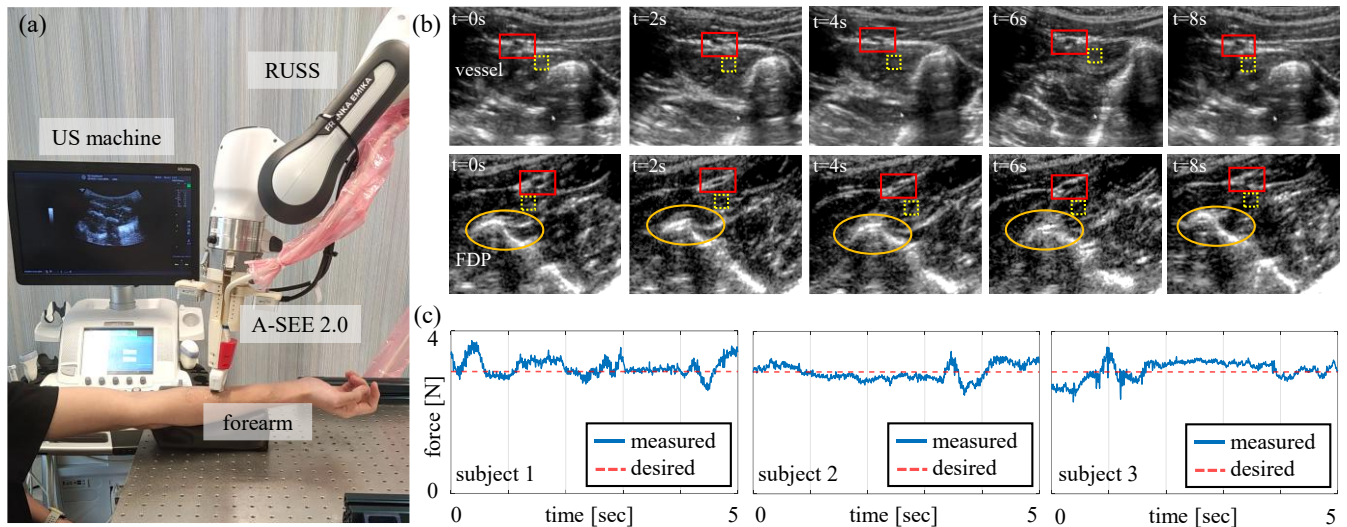 (a)
RUSS
FRANKA EMIKA
US machine
A-SEE 2.0
forearm
(b)
t=0s
t=2s
t=4s
t=6s
t=8s
vessel
t=0s
t=2s
t=4s
t=6s
t=8s
FDP
(c)
4
force [N]
0
measured
desired
subject 1
0
time [sec]
5
measured
desired
subject 2
0
time [sec]
5
measured
desired
subject 3
0
time [sec]
5